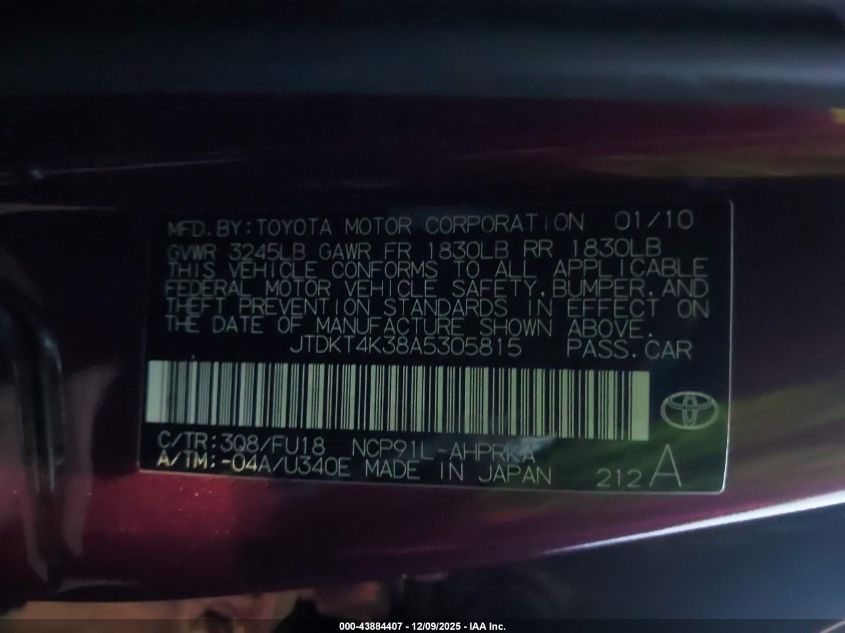 MFD.BY:TOYOTA MOTOR CORPORATION 01/10
GVWR 3245LB GAWR FR 1830LB RR 1830LB
THIS VEHICLE CONFORMS TO ALL APPLICABLE
FEDERAL MOTOR VEHICLE SAFETY,BUMPER,AND
THEFT PREVENTION STANDARDS IN EFFECT ON
THE DATE OF MANUFACTURE SHOWN ABOVE.
JTDKT4K38A5305815 PASS.CAR
C/TR:3Q8/FU18 NCP91L-AHPRKA
A/TM:-04A/U340E MADE IN JAPAN 212 A
000-43884407 - 12/09/2025 - IAA Inc.